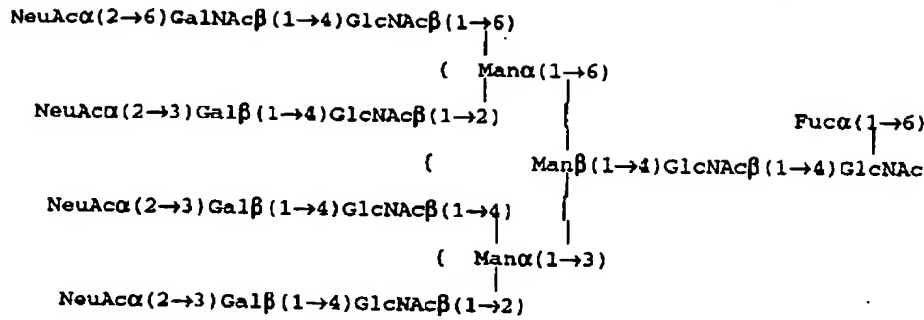 NeuAcα(2→6)GalNAcβ(1→4)GlcNAcβ(1→6)
( Manα(1→6)
NeuAcα(2→3)Galβ(1→4)GlcNAcβ(1→2)
Fucα(1→6)
( Manβ(1→4)GlcNAcβ(1→4)GlcNAc
NeuAcα(2→3)Galβ(1→4)GlcNAcβ(1→4)
( Manα(1→3)
NeuAcα(2→3)Galβ(1→4)GlcNAcβ(1→2)